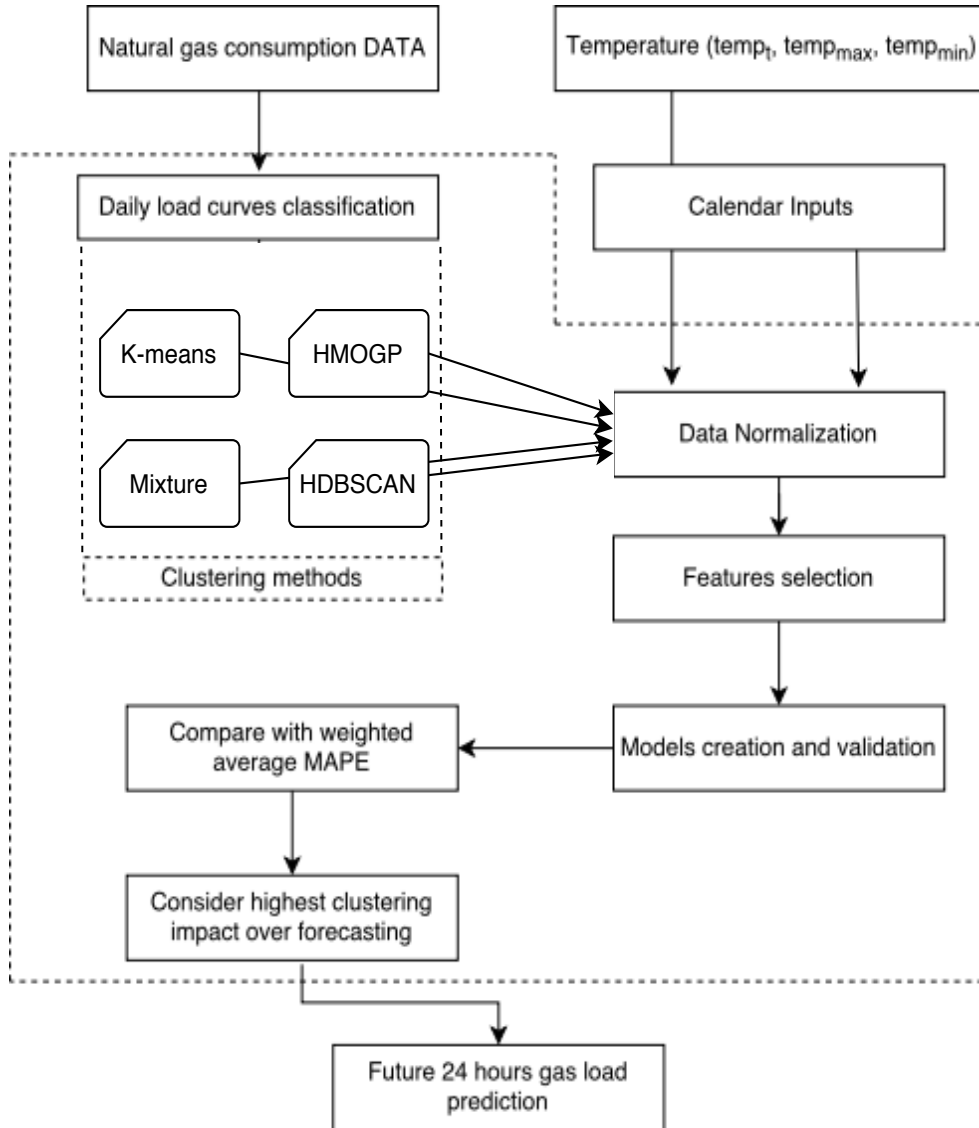 Natural gas consumption DATA
Temperature (temp_t, temp_max, temp_min)
Daily load curves classification
Calendar Inputs
K-means
HMOGP
Mixture
HDBSCAN
Clustering methods
Data Normalization
Features selection
Models creation and validation
Compare with weighted
average MAPE
Consider highest clustering
impact over forecasting
Future 24 hours gas load
prediction